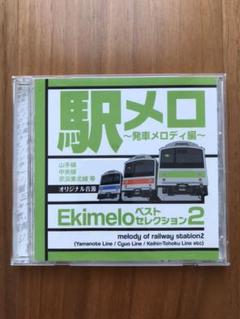 駅メロ
〜発車メロディ編〜
山手線
中央線
京浜東北線 等
オリジナル音源
Ekimelo ベスト
セレクション2
melody of railway station2
(Yamanote Line / Cyuo Line / Keihin-Tohoku Line etc)